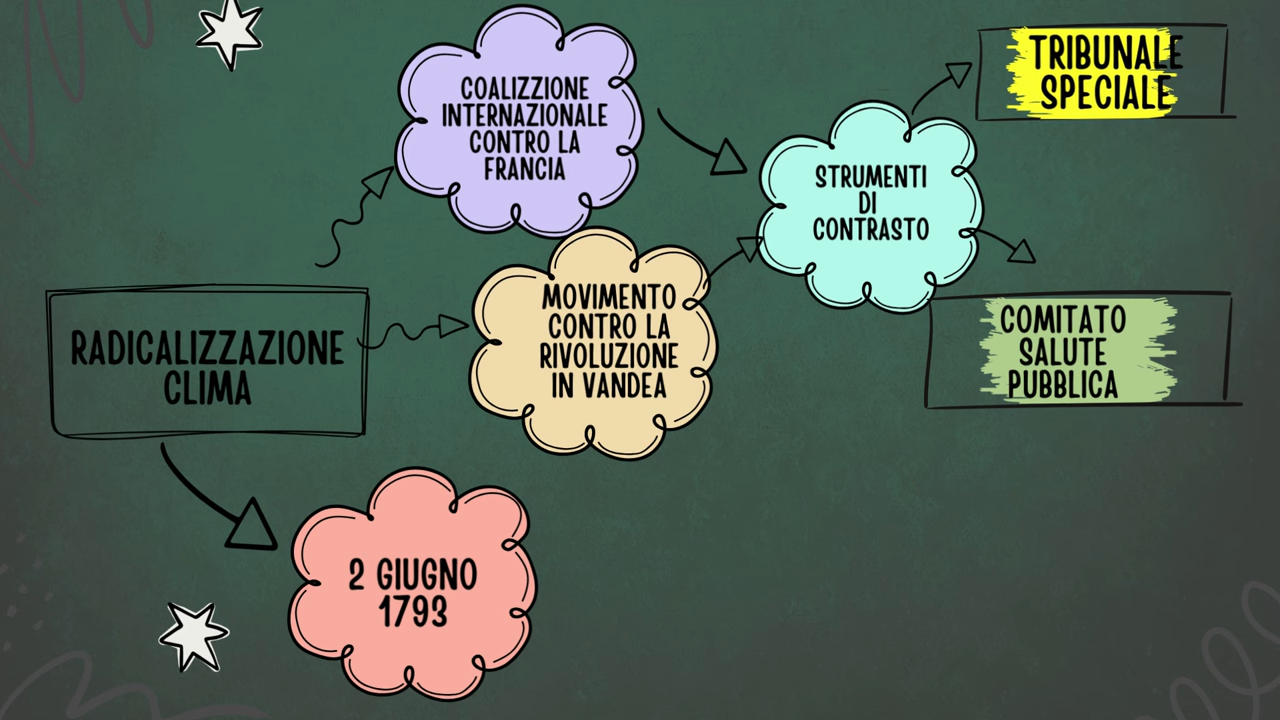 COALIZZIONE
INTERNAZIONALE
CONTRO LA
FRANCIA
TRIBUNALE
SPECIALE
STRUMENTI
DI
CONTRASTO
RADICALIZZAZIONE
CLIMA
MOVIMENTO
CONTRO LA
RIVOLUZIONE
IN VANDEA
COMITATO
SALUTE
PUBBLICA
2 GIUGNO
1793